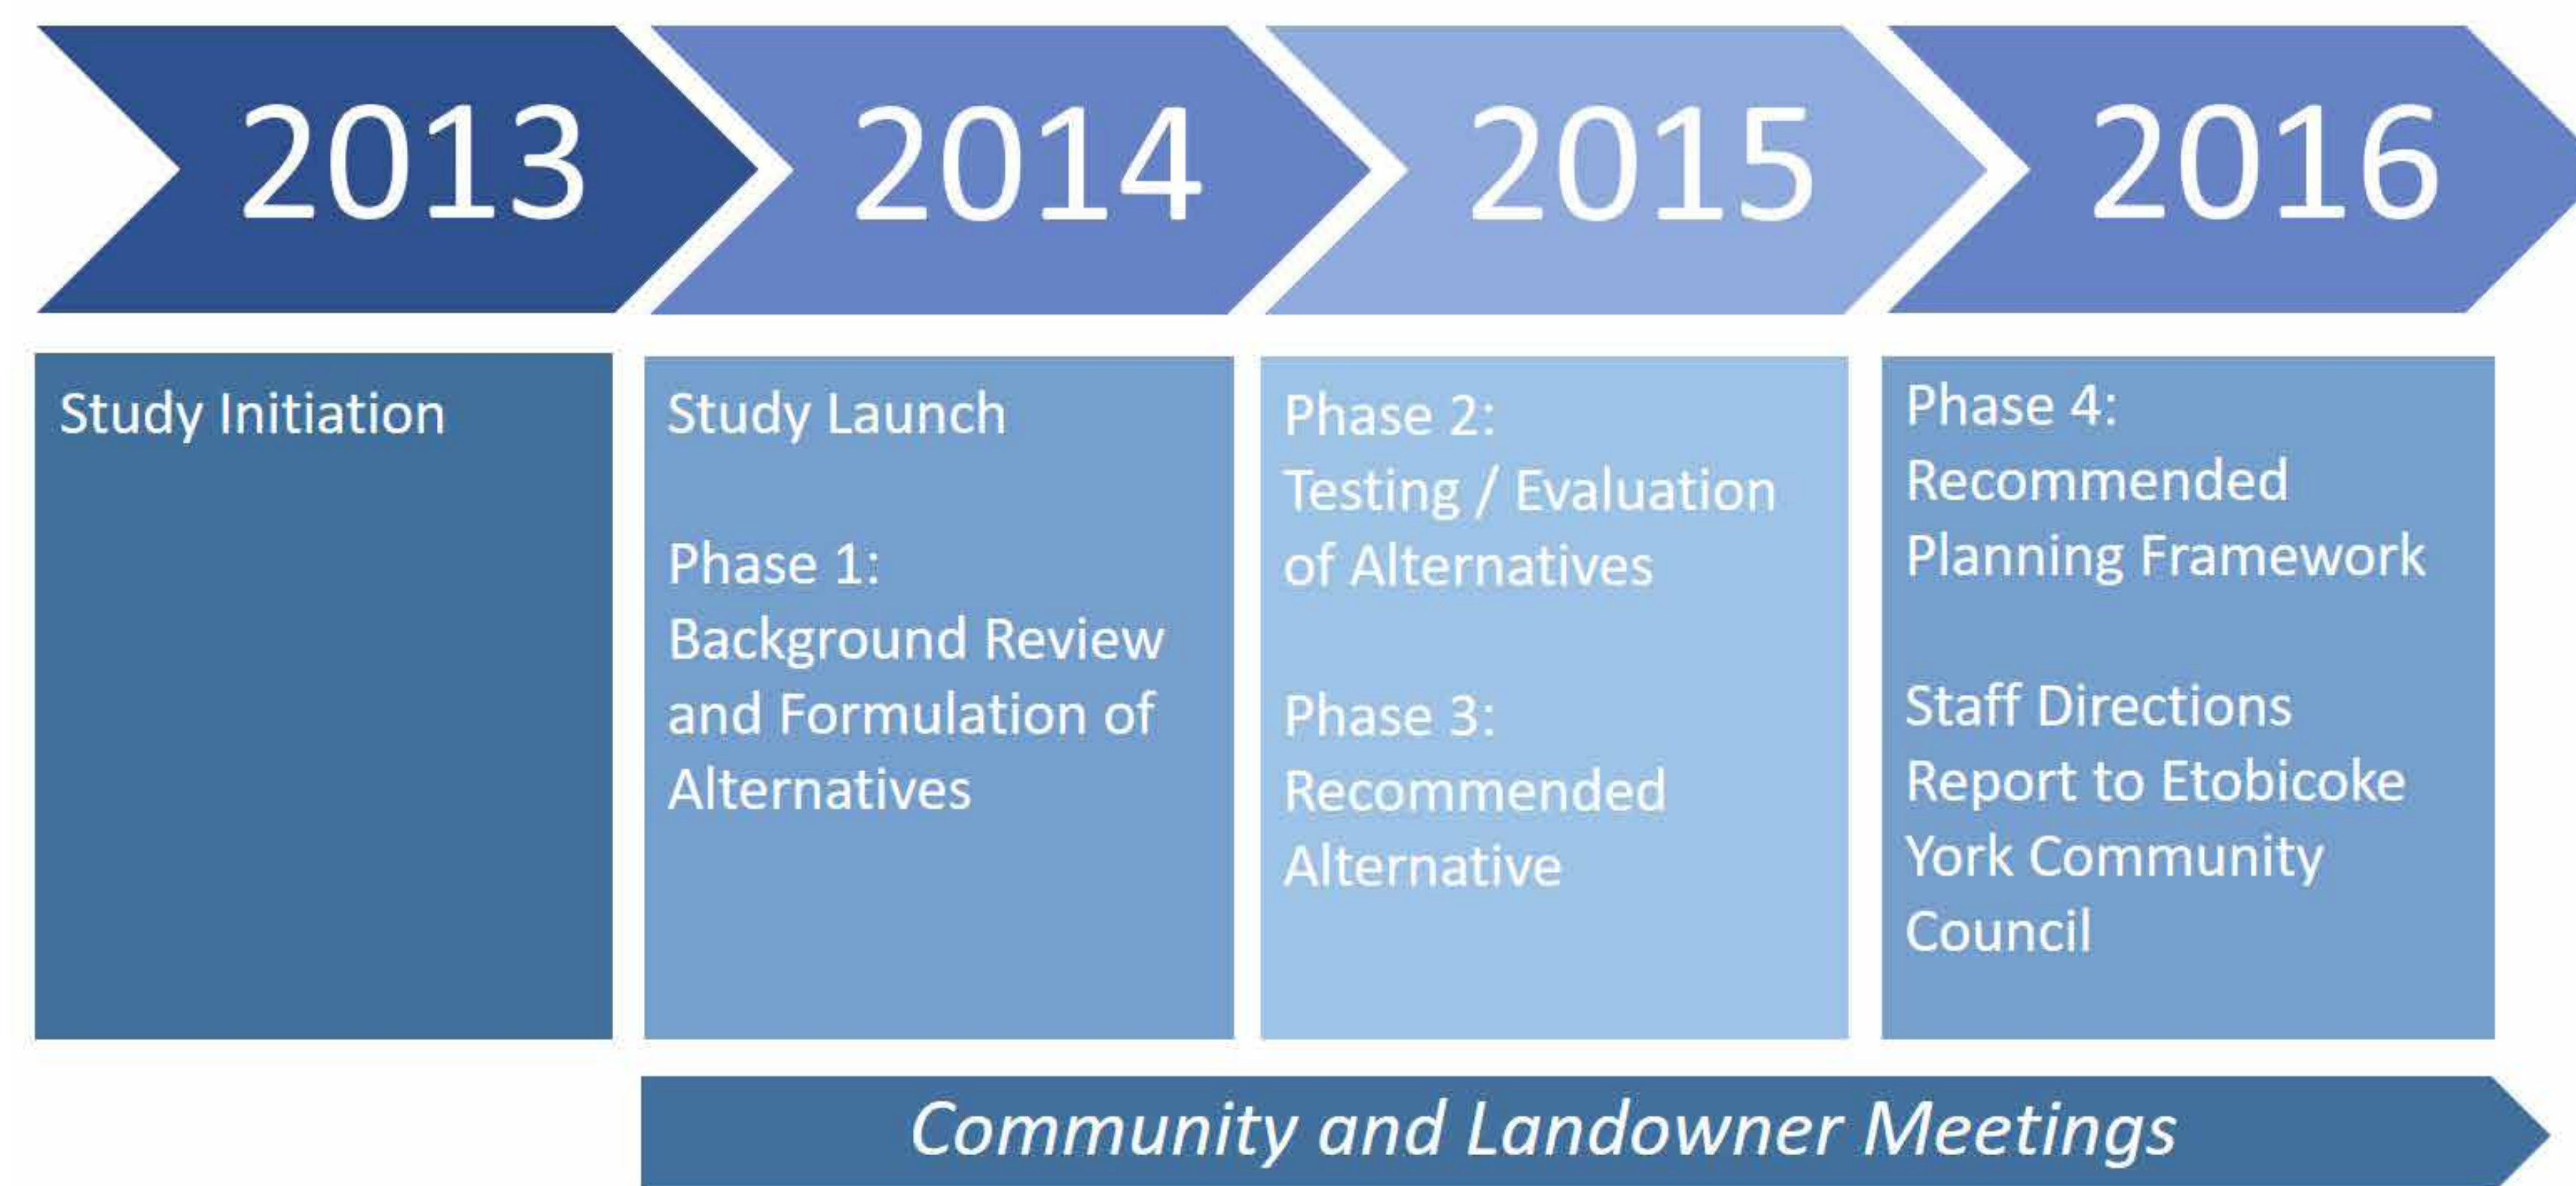 2013
2014
2015
2016
Study Initiation
Study Launch
Phase 1:
Background Review
and Formulation of
Alternatives
Phase 2:
Testing / Evaluation
of Alternatives
Phase 3:
Recommended
Alternative
Phase 4:
Recommended
Planning Framework
Staff Directions
Report to Etobicoke
York Community
Council
Community and Landowner Meetings